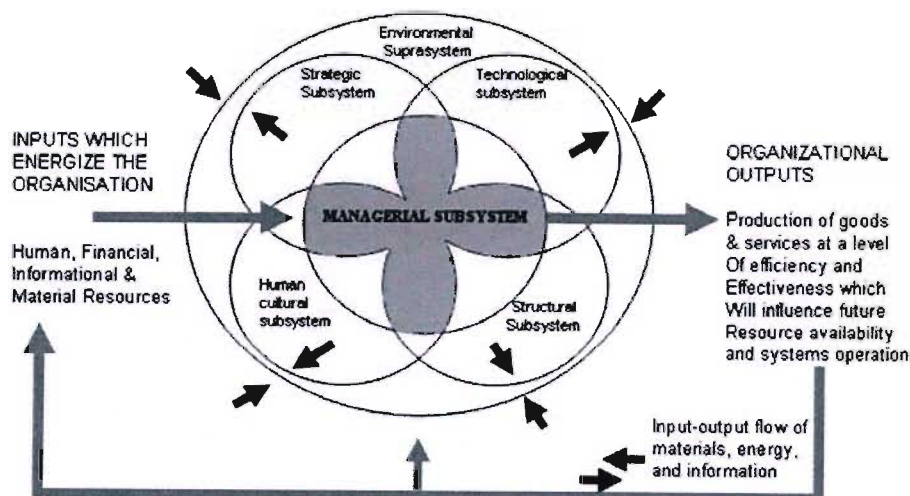 Environmental
Suprasystem
Strategic
Subsystem
Technological
subsystem
INPUTS WHICH
ENERGIZE THE
ORGANISATION
Human, Financial,
Informational &
Material Resources
MANAGERIAL SUBSYSTEM
Human
cultural
subsystem
Structural
Subsystem
ORGANIZATIONAL
OUTPUTS
Production of goods
& services at a level
Of efficiency and
Effectiveness which
Will influence future
Resource availability
and systems operation
Input-output flow of
materials, energy,
and information